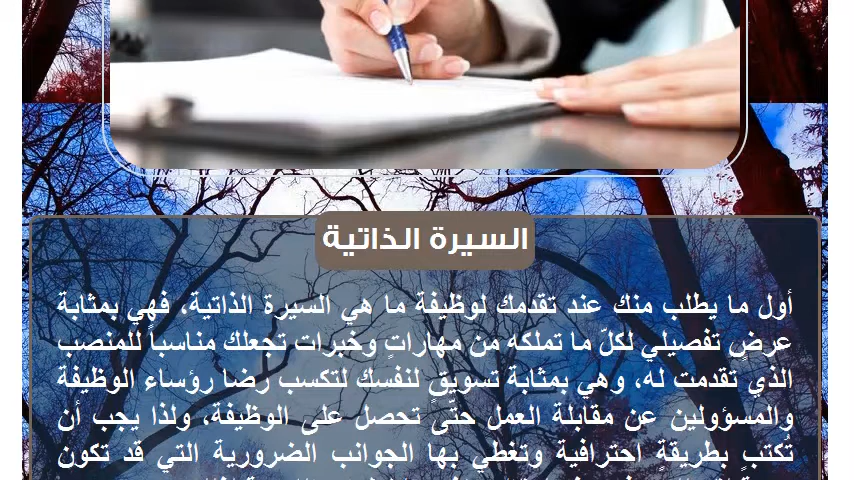 السيرة الذاتية
أول ما يطلب منك عند تقدمك لوظيفة ما هي السيرة الذاتية، فهي بمثابة
عرضٍ تفصيلي لكلّ ما تملكه من مهاراتٍ وخبرات تجعلك مناسباً للمنصب
الذي تقدمت له، وهي بمثابة تسويقٍ لنفسك لتكسب رضا رؤساء الوظيفة
والمسؤولين عن مقابلة العمل حتّى تحصل على الوظيفة، ولذا يجب أن
تُكتب بطريقةٍ احترافية وتغطي بها الجوانب الضرورية التي قد تكون